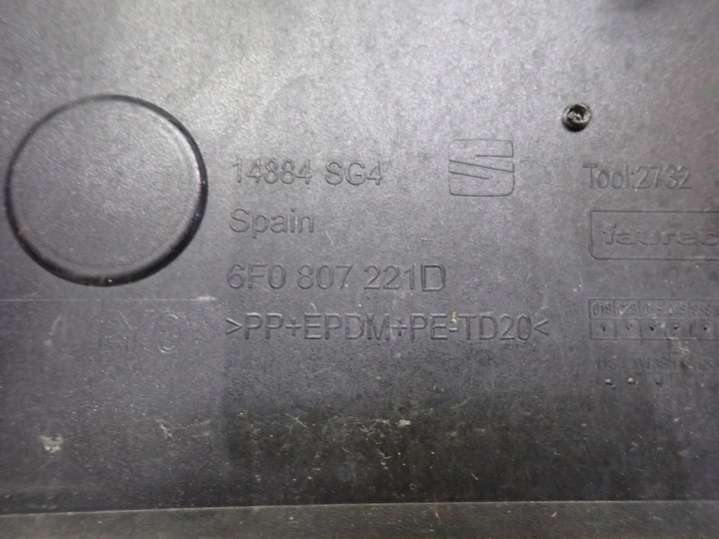 14884 SG4
Tool:2732
Spain
6F0 807 221D
>PP+EPDM+PE-TD20<